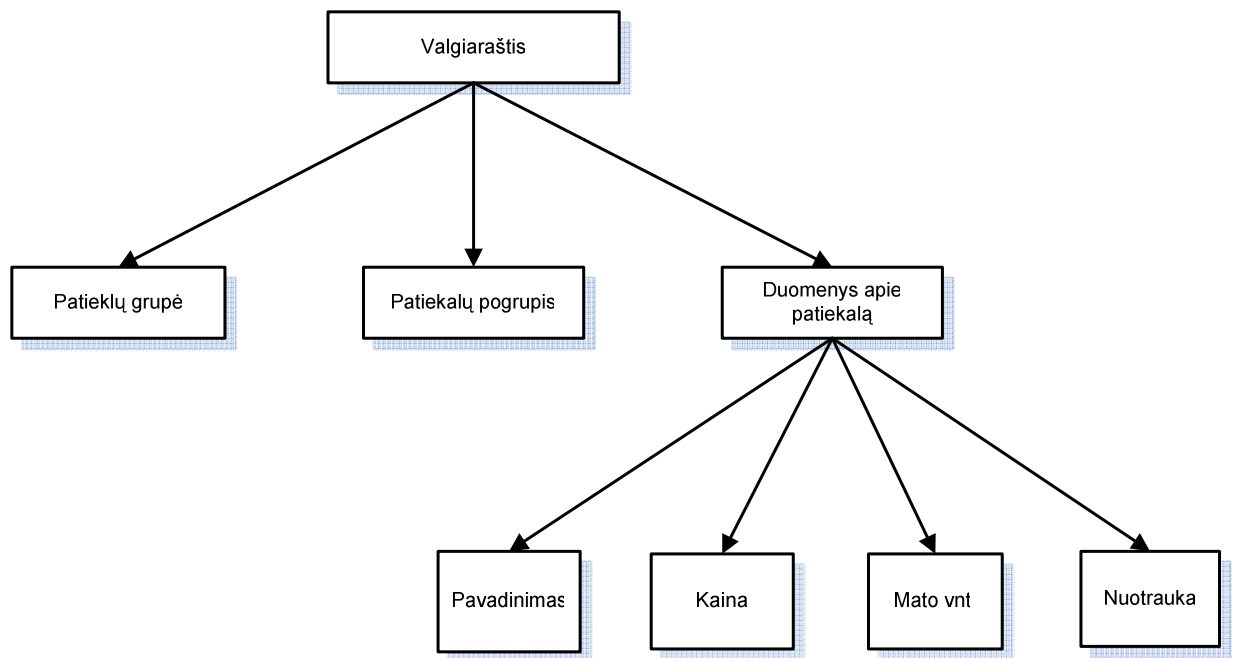 Valgiaraštis
Patieklų grupė
Patiekalų pogrupis
Duomenys apie
patiekalą
Pavadinimas
Kaina
Mato vnt
Nuotrauka